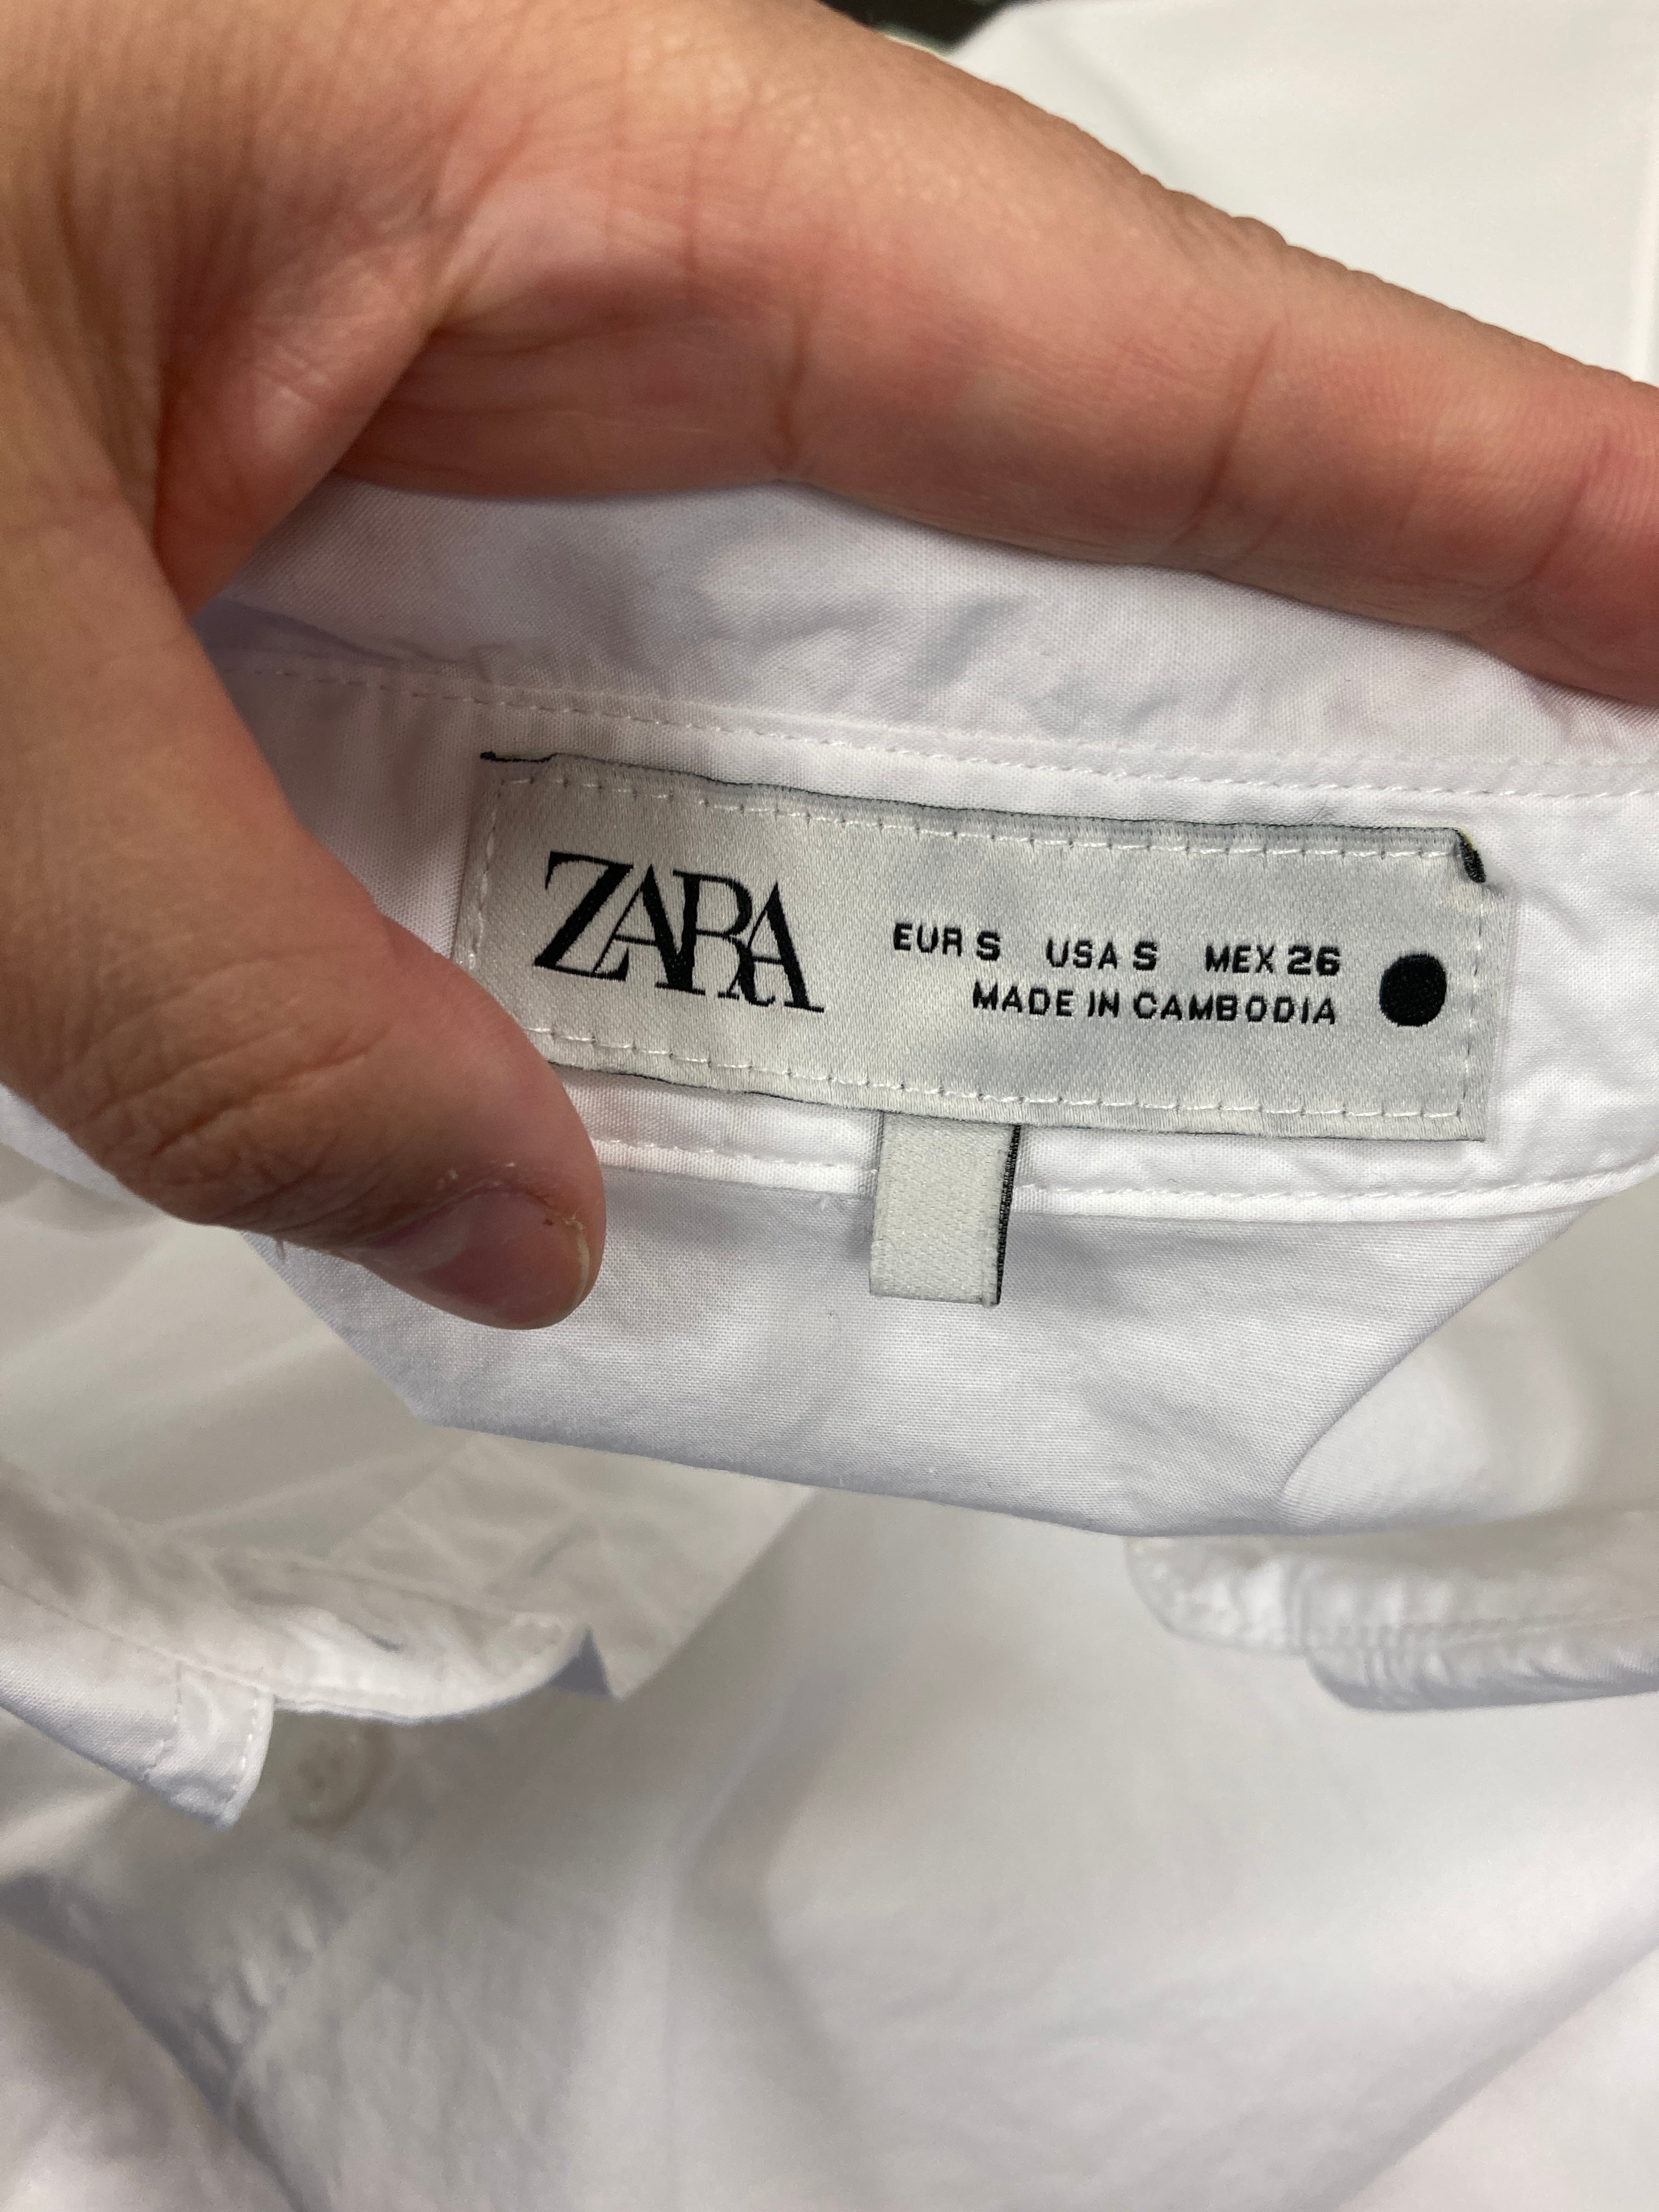 ZARA
EUR S USA S MEX 26
MADE IN CAMBODIA